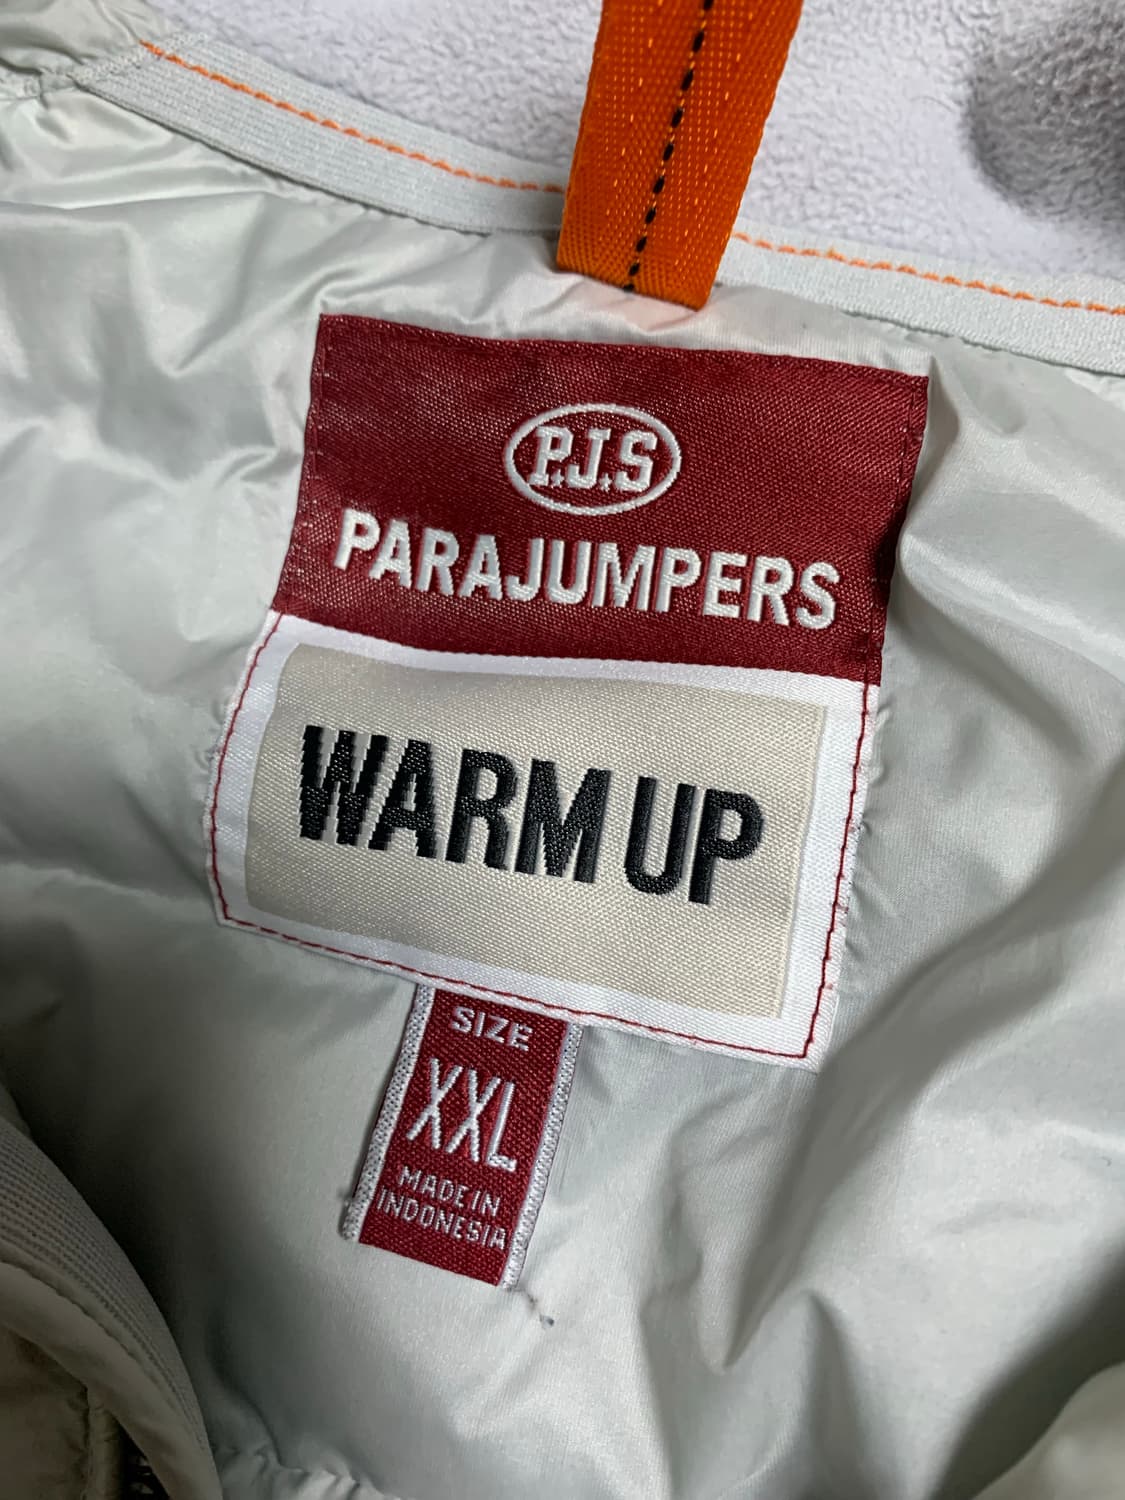 P.J.S
PARAJUMPERS
WARM UP
SIZE
XXL
MADE IN
INDONESIA